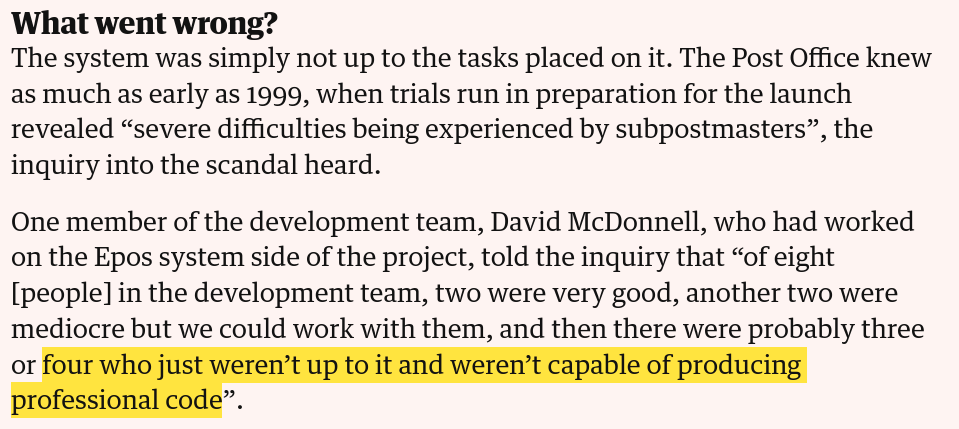 What went wrong?
The system was simply not up to the tasks placed on it. The Post Office knew
as much as early as 1999, when trials run in preparation for the launch
revealed “severe difficulties being experienced by subpostmasters”, the
inquiry into the scandal heard.
One member of the development team, David McDonnell, who had worked
on the Epos system side of the project, told the inquiry that “of eight
[people] in the development team, two were very good, another two were
mediocre but we could work with them, and then there were probably three
or four who just weren’t up to it and weren’t capable of producing
professional code”.